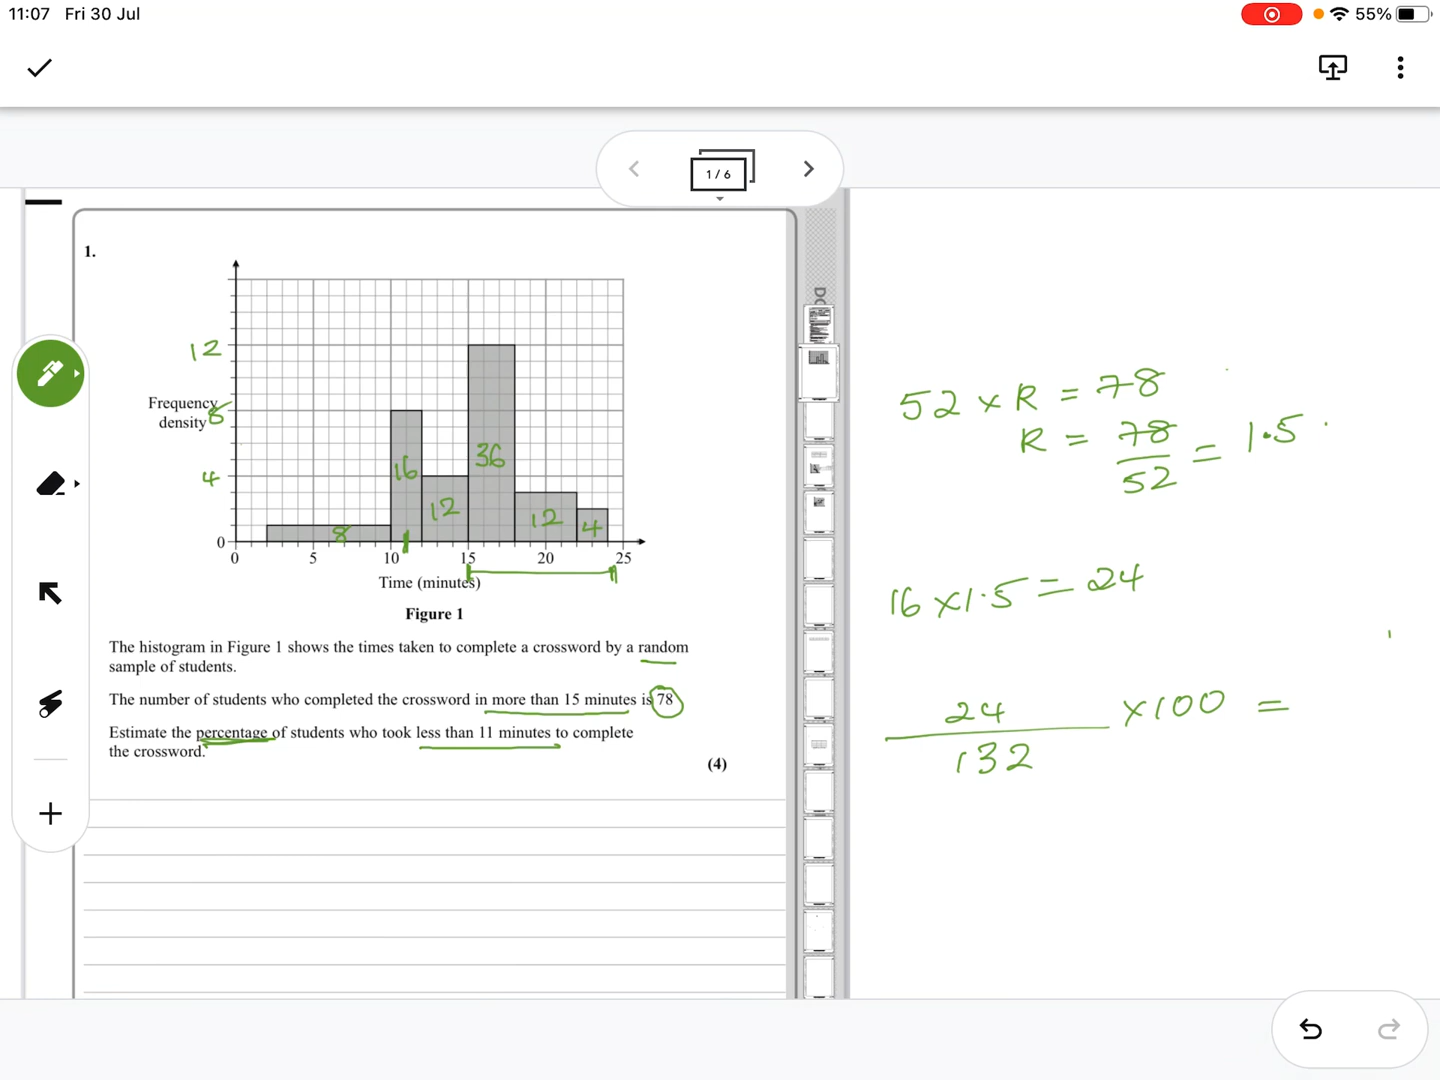 11:07 Fri 30 Jul
55%
1 / 6
1.
12
Frequency
density 8
4
0
16
36
12
8
12
4
0 5 10 15 20 25
Time (minutes)
Figure 1
The histogram in Figure 1 shows the times taken to complete a crossword by a random
sample of students.
The number of students who completed the crossword in more than 15 minutes is 78
Estimate the percentage of students who took less than 11 minutes to complete
the crossword.
(4)
DO
52 × R = 78
R = 78/52 = 1.5
16 × 1.5 = 24
24/132 × 100 =